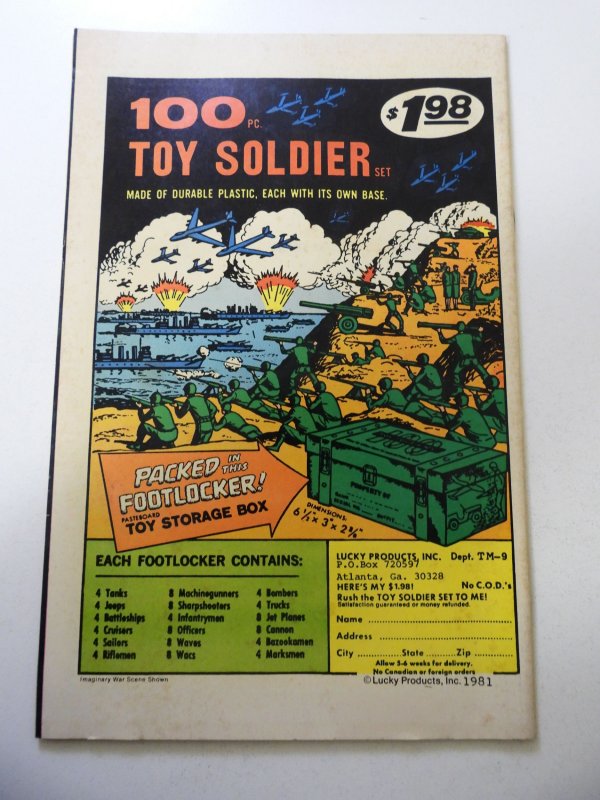 100 PC.
$1.98
TOY SOLDIER SET
MADE OF DURABLE PLASTIC, EACH WITH ITS OWN BASE.
PACKED IN THIS
FOOTLOCKER!
PASTEBOARD
TOY STORAGE BOX
DIMENSIONS:
6 1/2" x 3" x 2 3/8"
PROPERTY OF
EACH FOOTLOCKER CONTAINS:
4 Tanks
4 Jeeps
4 Battleships
4 Cruisers
4 Sailors
4 Riflemen
8 Machinegunners
8 Sharpshooters
4 Infantrymen
8 Officers
8 Waves
8 Wacs
4 Bombers
4 Trucks
8 Jet Planes
8 Cannon
4 Bazookamen
4 Marksmen
LUCKY PRODUCTS, INC. Dept. TM-9
P.O.Box 720597
Atlanta, Ga. 30328
HERE'S MY $1.98! No C.O.D.'s
Rush the TOY SOLDIER SET TO ME!
Satisfaction guaranteed or money refunded.
Name
Address
City State Zip
Allow 5-6 weeks for delivery.
No Canadian or foreign orders
Imaginary War Scene Shown
©Lucky Products, Inc. 1981